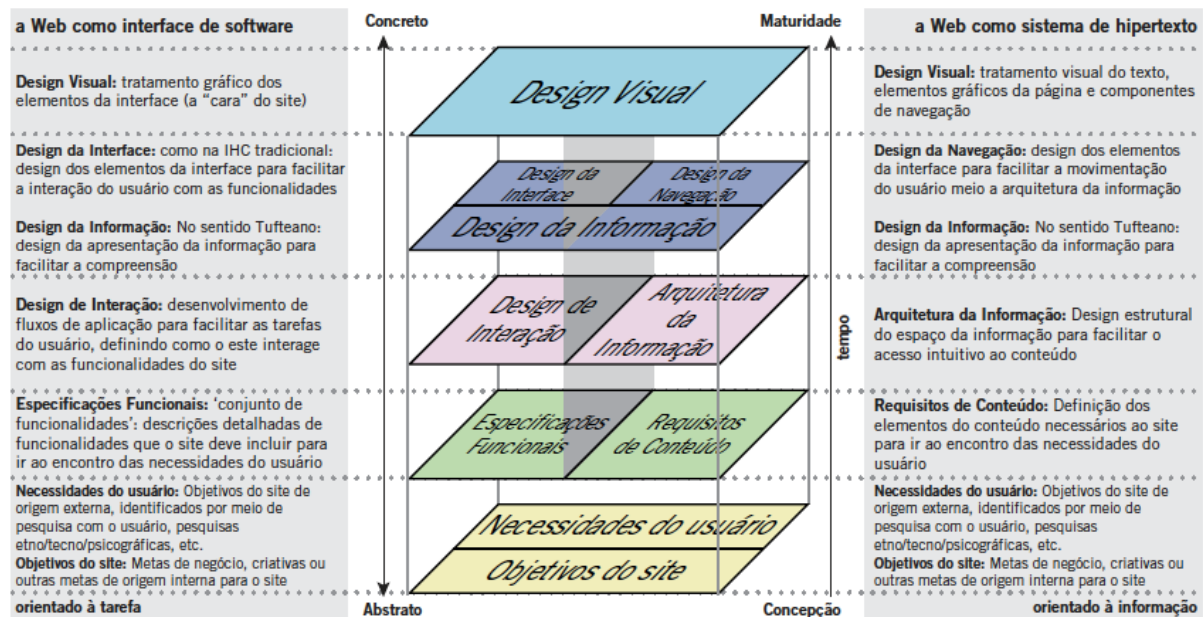 a Web como interface de software
Design Visual: tratamento gráfico dos
elementos da interface (a “cara” do site)
Design da Interface: como na IHC tradicional:
design dos elementos da interface para facilitar
a interação do usuário com as funcionalidades
Design da Informação: No sentido Tufteano:
design da apresentação da informação para
facilitar a compreensão
Design de Interação: desenvolvimento de
fluxos de aplicação para facilitar as tarefas
do usuário, definindo como o este interage
com as funcionalidades do site
Especificações Funcionais: ‘conjunto de
funcionalidades’: descrições detalhadas de
funcionalidades que o site deve incluir para
ir ao encontro das necessidades do usuário
Necessidades do usuário: Objetivos do site de
origem externa, identificados por meio de
pesquisa com o usuário, pesquisas
etno/tecno/psicográficas, etc.
Objetivos do site: Metas de negócio, criativas ou
outras metas de origem interna para o site
orientado à tarefa
Concreto
Maturidade
Design Visual
Design da
Interface
Design da
Navegação
Design da Informação
Design de
Interação
Arquitetura
da
Informação
tempo
Especificações
Funcionais
Requisitos
de Conteúdo
Necessidades do usuário
Objetivos do site
Abstrato
Concepção
a Web como sistema de hipertexto
Design Visual: tratamento visual do texto,
elementos gráficos da página e componentes
de navegação
Design da Navegação: design dos elementos
da interface para facilitar a movimentação
do usuário meio a arquitetura da informação
Design da Informação: No sentido Tufteano:
design da apresentação da informação para
facilitar a compreensão
Arquitetura da Informação: Design estrutural
do espaço da informação para facilitar o
acesso intuitivo ao conteúdo
Requisitos de Conteúdo: Definição dos
elementos do conteúdo necessários ao site
para ir ao encontro das necessidades do
usuário
Necessidades do usuário: Objetivos do site de
origem externa, identificados por meio de
pesquisa com o usuário, pesquisas
etno/tecno/psicográficas, etc.
Objetivos do site: Metas de negócio, criativas ou
outras metas de origem interna para o site
orientado à informação